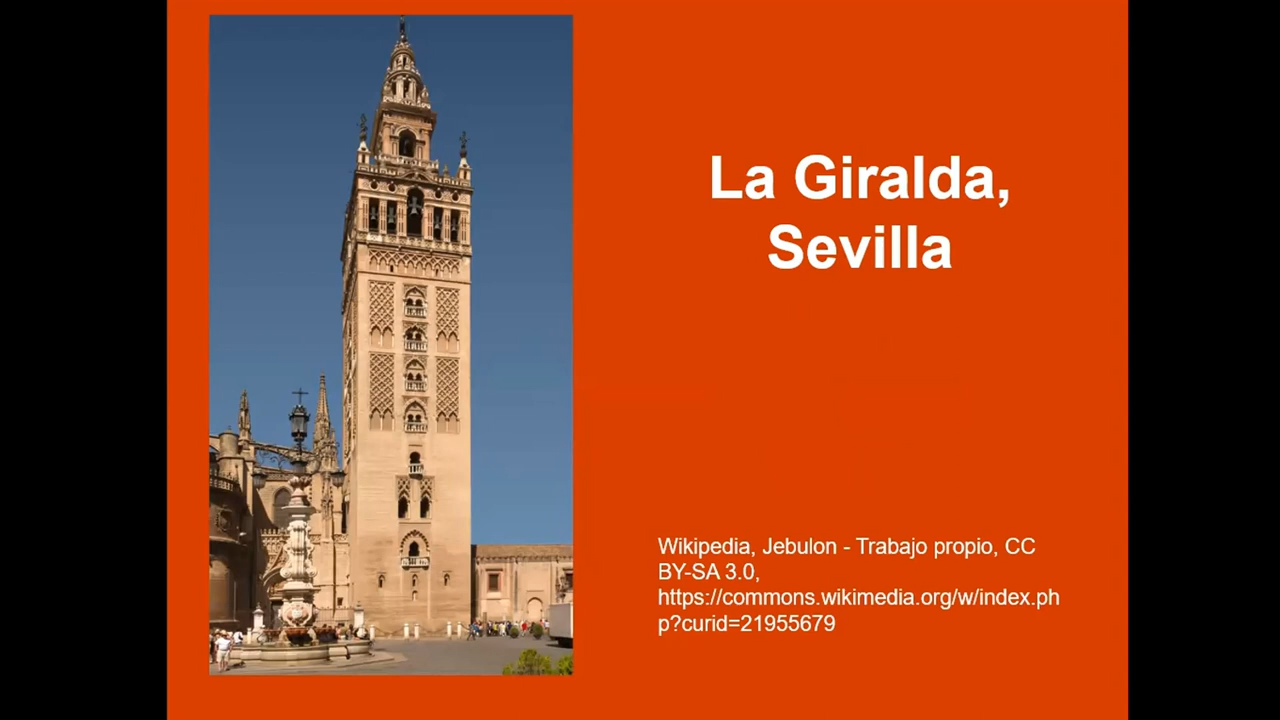 La Giralda,
Sevilla
Wikipedia, Jebulon - Trabajo propio, CC
BY-SA 3.0,
https://commons.wikimedia.org/w/index.ph
p?curid=21955679